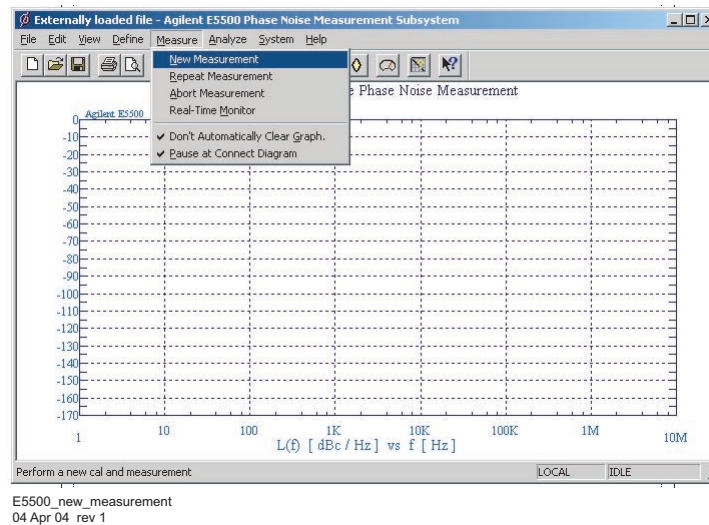 Externally loaded file - Agilent E5500 Phase Noise Measurement Subsystem
File Edit View Define Measure Analyze System Help
New Measurement
Repeat Measurement
Abort Measurement
Real-Time Monitor
✓ Don't Automatically Clear Graph.
✓ Pause at Connect Diagram
Phase Noise Measurement
Agilent E5500
0
-10
-20
-30
-40
-50
-60
-70
-80
-90
-100
-110
-120
-130
-140
-150
-160
-170
1 10 100 1K 10K 100K 1M 10M
L(f) [ dBc / Hz ] vs f [ Hz ]
Perform a new cal and measurement LOCAL IDLE
E5500_new_measurement
04 Apr 04 rev 1